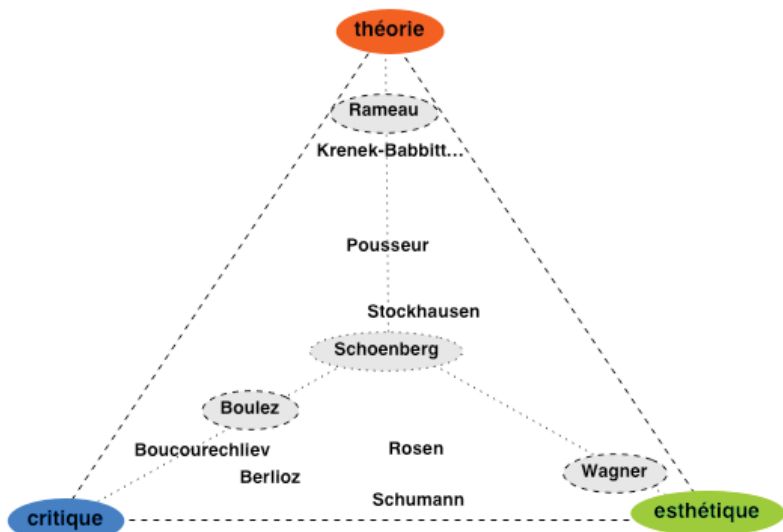 théorie
Rameau
Krenek-Babbitt...
Pousseur
Stockhausen
Schoenberg
Boulez
Boucourechliev
Rosen
Berlioz
Wagner
Schumann
critique
esthétique